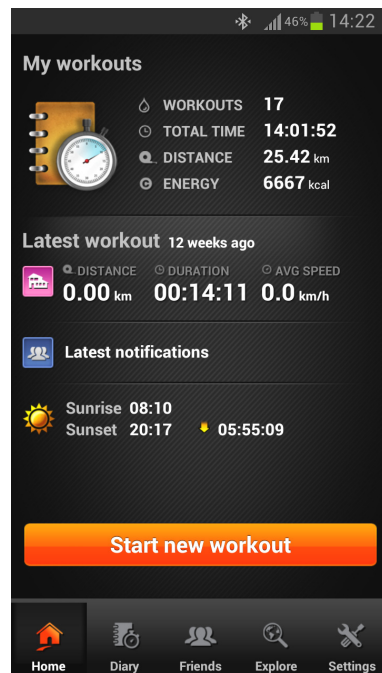 46% 14:22
My workouts
WORKOUTS 17
TOTAL TIME 14:01:52
DISTANCE 25.42 km
ENERGY 6667 kcal
Latest workout 12 weeks ago
DISTANCE DURATION AVG SPEED
0.00 km 00:14:11 0.0 km/h
Latest notifications
Sunrise 08:10
Sunset 20:17 05:55:09
Start new workout
Home Diary Friends Explore Settings